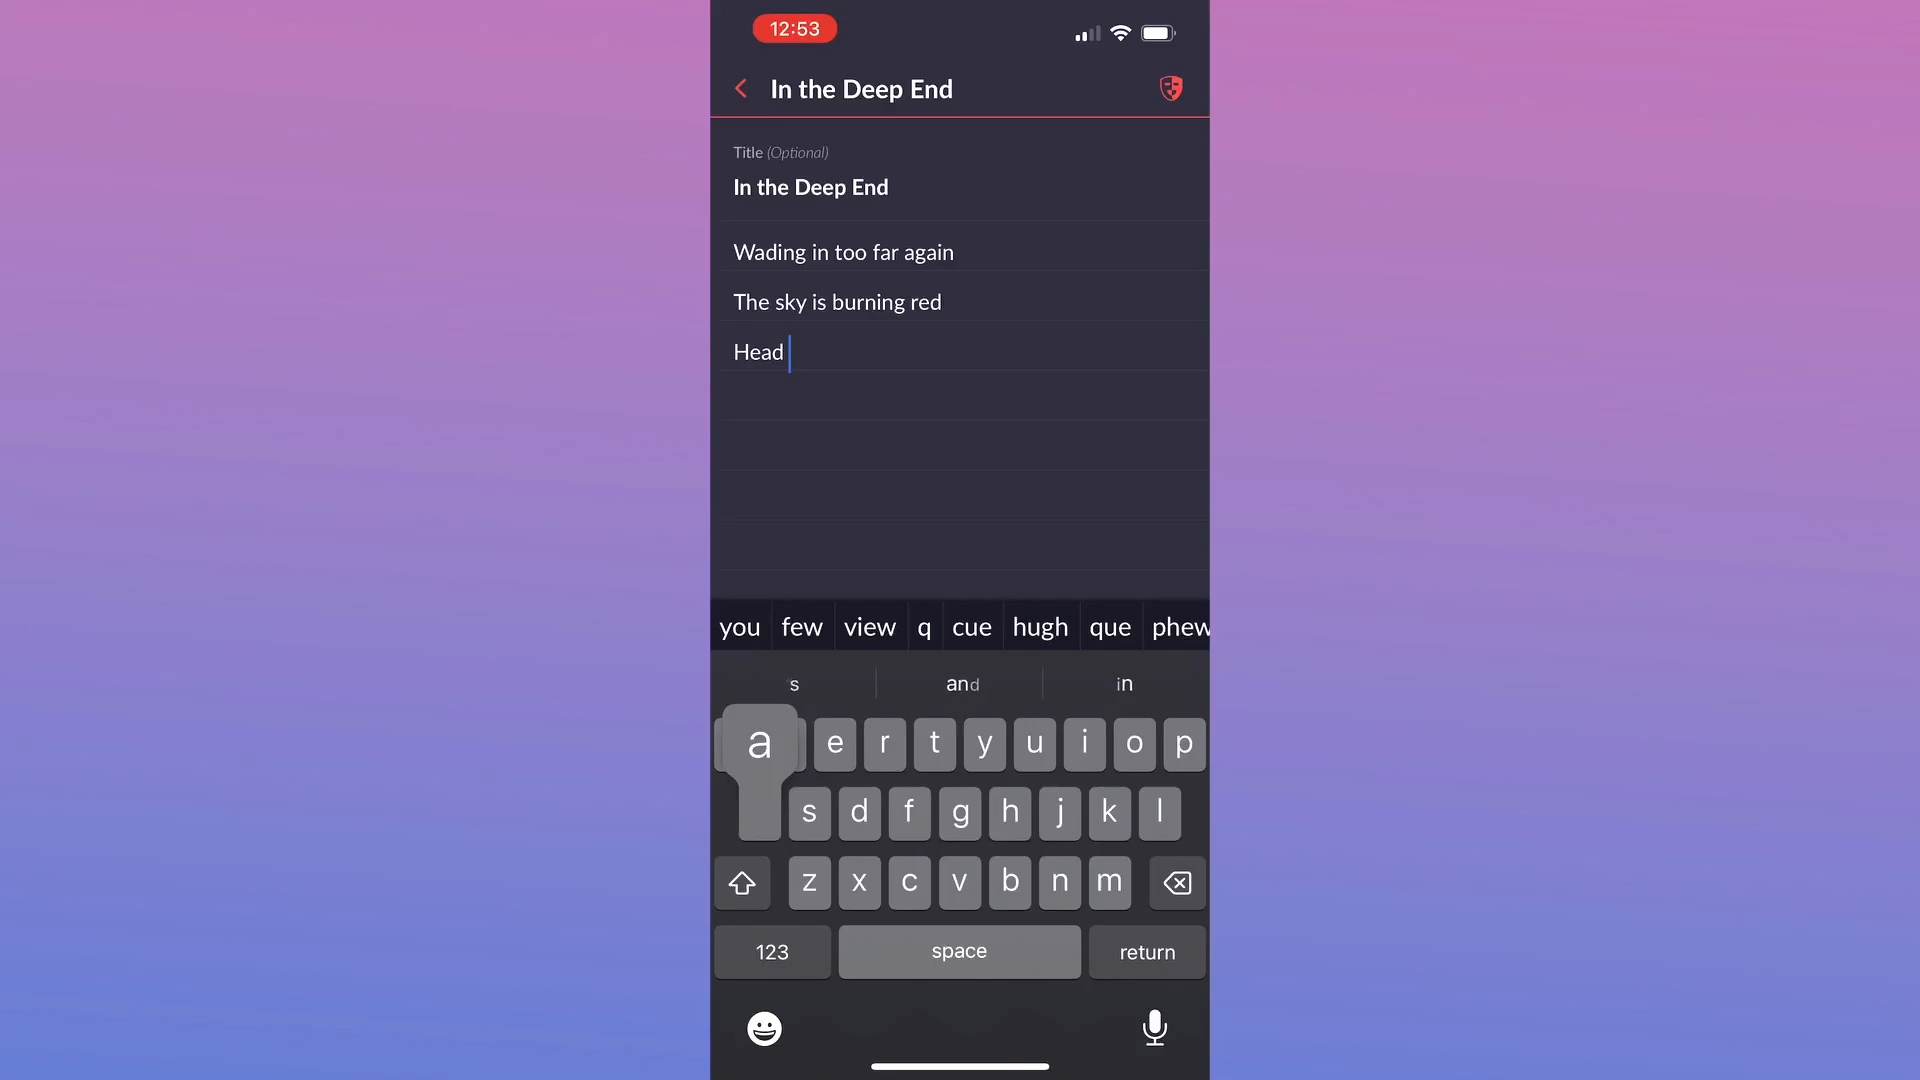 12:53
In the Deep End
Title (Optional)
In the Deep End
Wading in too far again
The sky is burning red
Head
you few view q cue hugh que phew
's and in
a e r t y u i o p
s d f g h j k l
z x c v b n m
123 space return